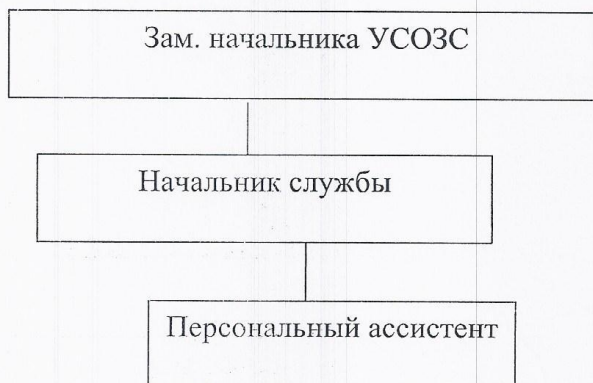 Зам. начальника УСОЗС
Начальник службы
Персональный ассистент